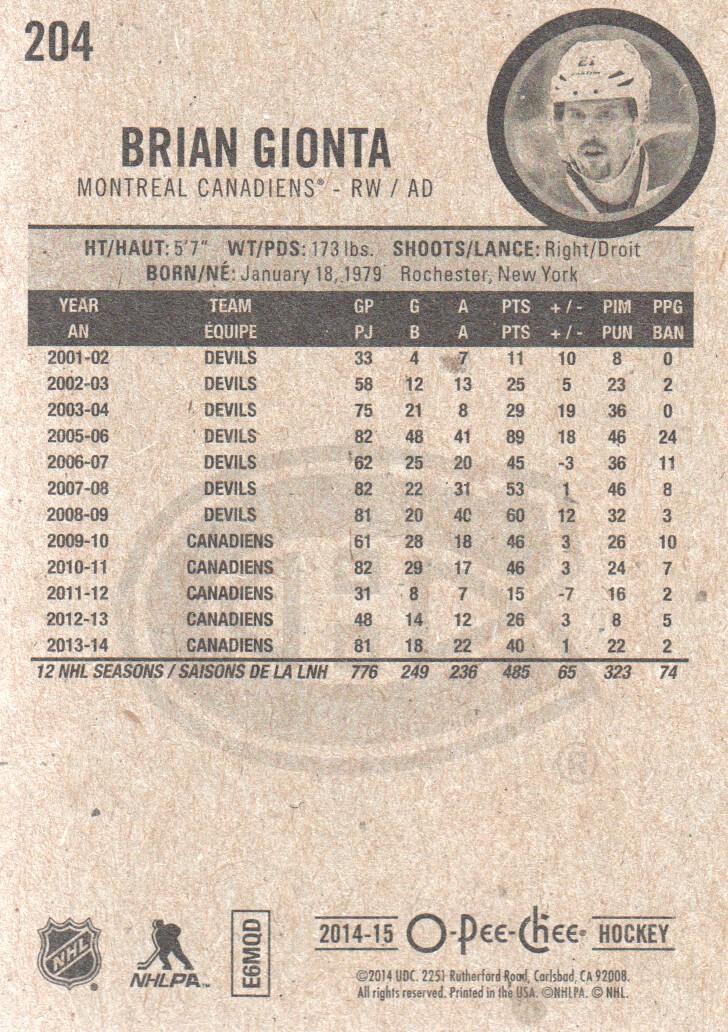 204
21
BRIAN GIONTA
MONTREAL CANADIENS® - RW / AD
HT/HAUT: 5'7" WT/PDS: 173 lbs. SHOOTS/LANCE: Right/Droit
BORN/NÉ: January 18, 1979 Rochester, New York
YEAR TEAM GP G A PTS +/- PIM PPG
AN ÉQUIPE PJ B A PTS +/- PUN BAN
2001-02 DEVILS 33 4 7 11 10 8 0
2002-03 DEVILS 58 12 13 25 5 23 2
2003-04 DEVILS 75 21 8 29 19 36 0
2005-06 DEVILS 82 48 41 89 18 46 24
2006-07 DEVILS 62 25 20 45 -3 36 11
2007-08 DEVILS 82 22 31 53 1 46 8
2008-09 DEVILS 81 20 40 60 12 32 3
2009-10 CANADIENS 61 28 18 46 3 26 10
2010-11 CANADIENS 82 29 17 46 3 24 7
2011-12 CANADIENS 31 8 7 15 -7 16 2
2012-13 CANADIENS 48 14 12 26 3 8 5
2013-14 CANADIENS 81 18 22 40 1 22 2
12 NHL SEASONS / SAISONS DE LA LNH 776 249 236 485 65 323 74
®
NHL ®
NHLPA™
E6MQD
2014-15 O-Pee-Chee® HOCKEY
©2014 UDC. 2251 Rutherford Road, Carlsbad, CA 92008.
All rights reserved. Printed in the USA. ©NHLPA. © NHL.